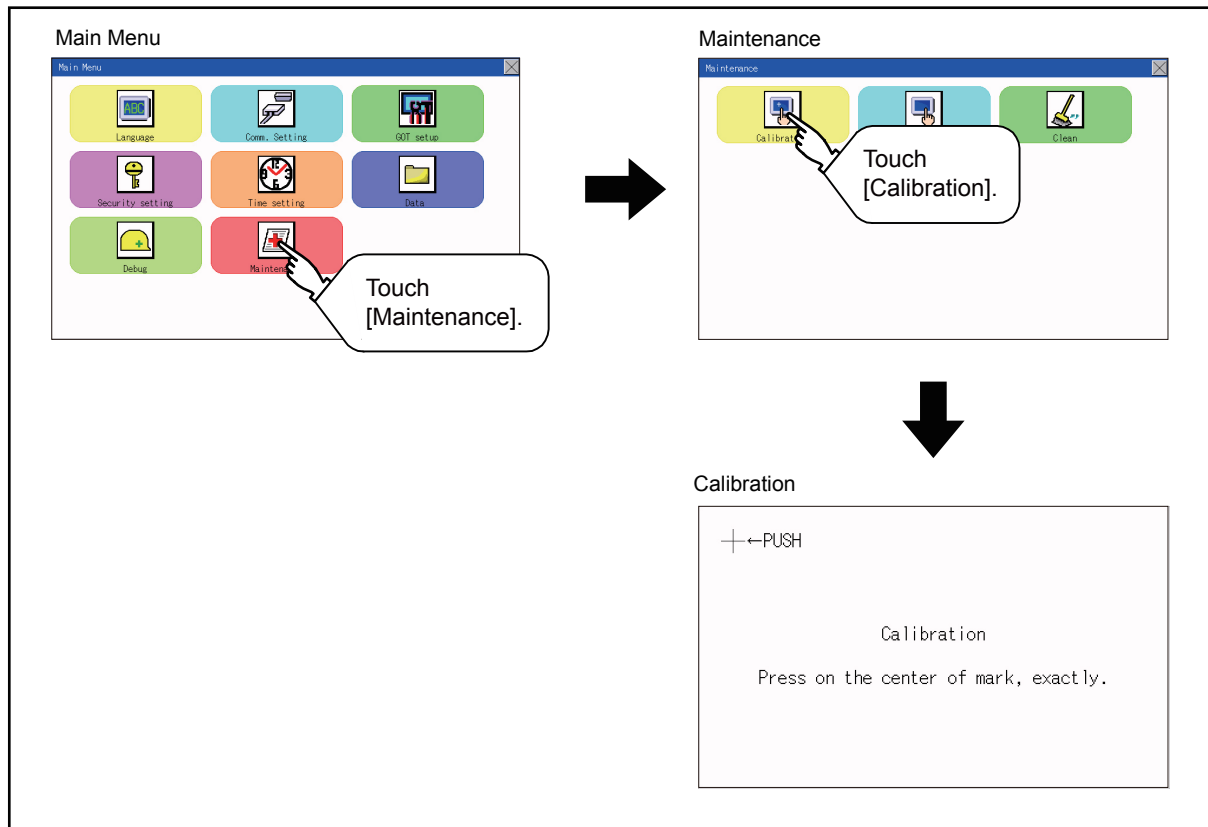 Main Menu
Main Menu
ABC
Language
Comm. Setting
GOT setup
Security setting
Time setting
Data
Debug
Touch
[Maintenance].
Maintenance
Maintenance
Clean
Touch
[Calibration].
Calibration
←PUSH
Calibration
Press on the center of mark, exactly.